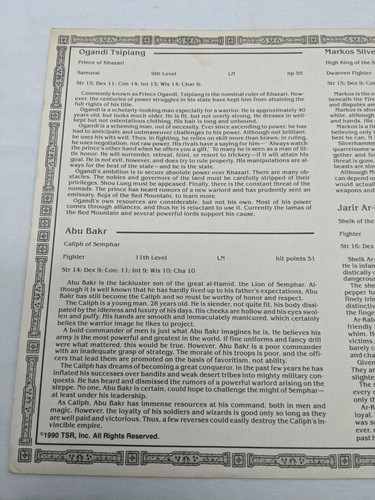 Ogandi Tsipiang
Prince of Khazari
Samurai 9th Level LN hp 55
Str 15; Dex 11; Con 14; Int 13; Wis 14; Cha 9;
Commonly known as Prince Ogandi, Tsipiang is the nominal ruler of Khazari. How-
ever, the centuries of power struggles in his state have kept him from attaining the
full rights of his title.
Ogandi is a scholarly looking man, especially for a warrior. He is approximately 40
years old, but looks much older. He is fit, but not overly strong. He dresses in well-
kept but not ostentatious clothing. His hair is long and unbound.
Ogandi is a scheming man, out of necessity. Ever since ascending to power, he has
had to anticipate and outmaneuver challenges to his power. Although not brilliant,
he uses his wits well. Thus, in fighting, he relies on skill more than brawn; in ruling,
he uses negotiation, not raw power. His rivals have a saying for him — "Always watch
the prince's other hand when he offers you a gift." To many he is seen as a man of lit-
tle honor. He will surrender, retreat, hire an assassin, or resort to trickery—if it will attain his
goal. He is not evil, however, and does try to rule properly. His manipulations are al-
ways for the best of the state.
Ogandi's ambition is to secure absolute power over Khazari. There are many ob-
stacles. The nobles and governors of the land must be carefully stripped of their
privileges. Shou Lung must be appeased. Finally, there is the constant threat of the
nomads. The prince has heard rumors of a new warlord and has prudently sent an
emissary, Koja of the Red Mountain, to learn more.
Ogandi's own resources are considerable, but not his own. Most of his power
comes through alliances, and thus he is reluctant to use it. Currently the lamas of
the Red Mountain and several powerful lords support his cause.
Abu Bakr
Caliph of Semphar
Fighter 11th Level LN hit points 51
Str 14; Dex 9; Con 11; Int 9; Wis 10; Cha 10
Abu Bakr is the lackluster son of the great al-Hamid, the Lion of Semphar. Al-
though it is well known that he has hardly lived up to his father's expectations, Abu
Bakr has still become the Caliph and so must be worthy of honor and respect.
The Caliph is a young man, 28 years old. He is slender, not quite fit, his body dissi-
pated by the idleness and luxury of his days. His cheeks are hollow and his eyes swol-
len and puffy. His hands are smooth and immaculately manicured, which certainly
belies the warrior image he likes to project.
A bold commander of men is just what Abu Bakr imagines he is. He believes his
army is the most powerful and greatest in the world. If fine uniforms and fancy drills
were what mattered, this would be true. However, Abu Bakr is a poor commander
with an inadequate grasp of strategy. The morale of his troops is poor, and the offi-
cers that lead them are promoted on the basis of favoritism, not ability.
The Caliph has dreams of becoming a great conqueror. In the past few years he has
inflated his successes over bandits and weak desert tribes into mighty military con-
quests. He has heard and dismissed the rumors of a powerful warlord arising on the
steppe. No one, Abu Bakr is certain, could hope to challenge the might of Semphar—
at least under his leadership.
As Caliph, Abu Bakr has immense resources at his command, both in men and
magic. However, the loyalty of his soldiers and wizards is good only so long as they
are well paid and victorious. Thus, a few reverses could easily destroy the Caliph's in-
vincible empire.
©1990 TSR, Inc. All Rights Reserved.
Markos Silver
High King of the
Dwarven Fighter
Str 15; Dex 9;
Jarir Ar-
Sheik of the
Fighter
Str 16;